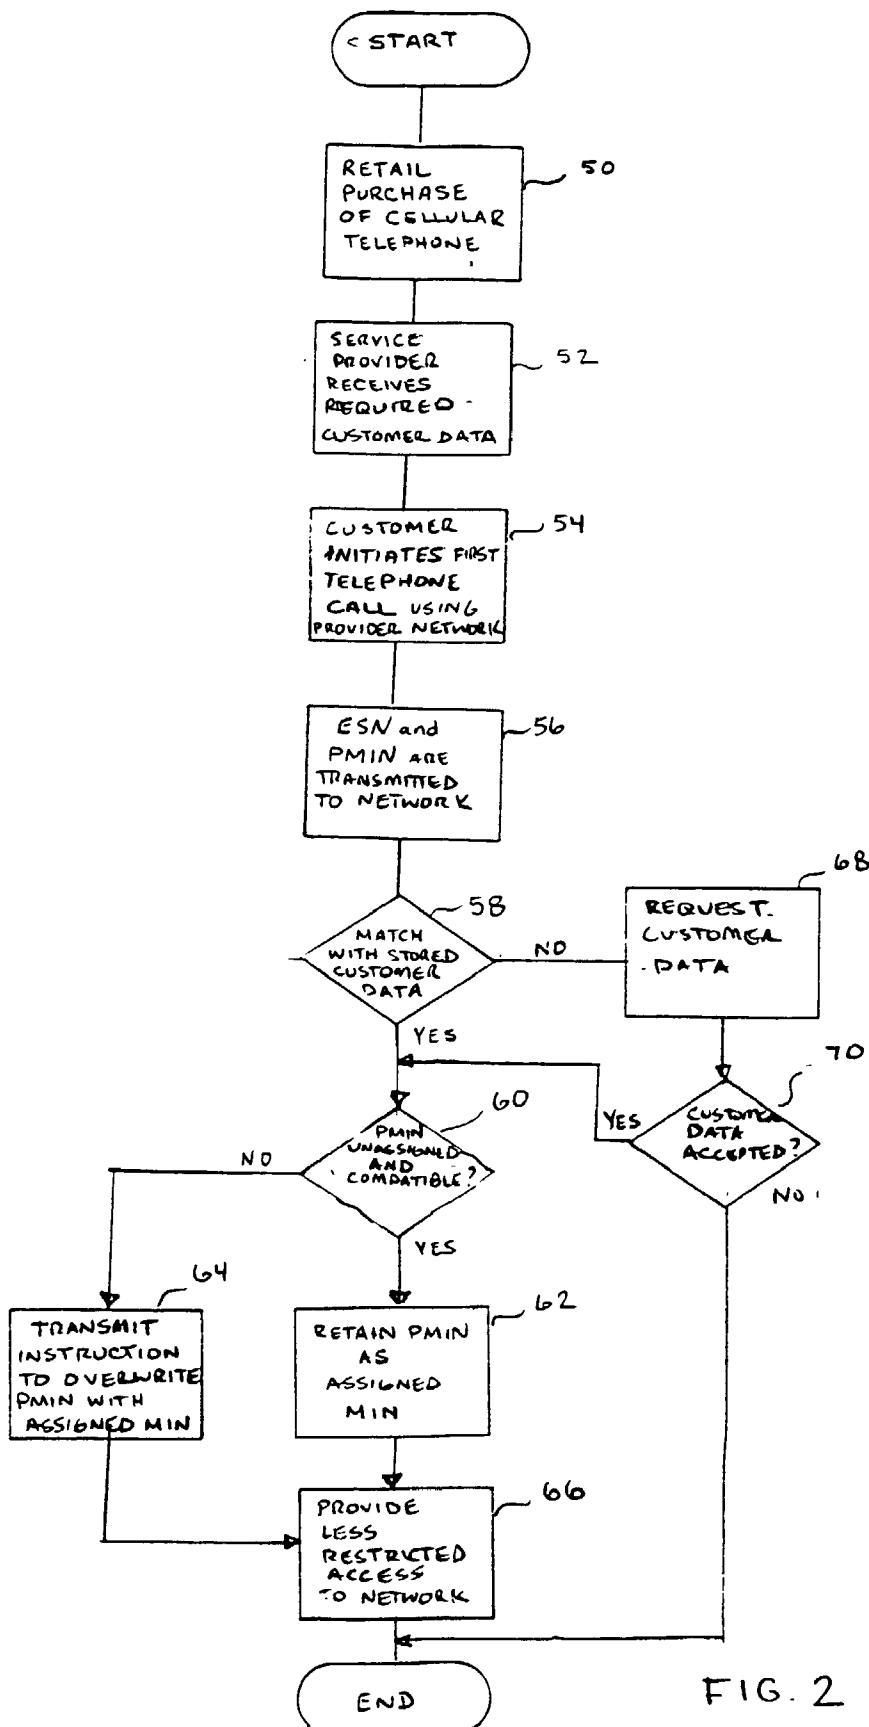 < START
RETAIL
PURCHASE
OF CELLULAR
TELEPHONE
50
SERVICE
PROVIDER
RECEIVES
REQUIRED
CUSTOMER DATA
52
CUSTOMER
INITIATES FIRST
TELEPHONE
CALL USING
PROVIDER NETWORK
54
ESN and
PMIN ARE
TRANSMITTED
TO NETWORK
56
MATCH
WITH STORED
CUSTOMER
DATA
58
NO
YES
REQUEST
CUSTOMER
DATA
68
CUSTOMER
DATA
ACCEPTED?
70
YES
NO
PMIN
UNASSIGNED
AND
COMPATIBLE?
60
NO
YES
TRANSMIT
INSTRUCTION
TO OVERWRITE
PMIN WITH
ASSIGNED MIN
64
RETAIN PMIN
AS
ASSIGNED
MIN
62
PROVIDE
LESS
RESTRICTED
ACCESS
TO NETWORK
66
END
FIG. 2